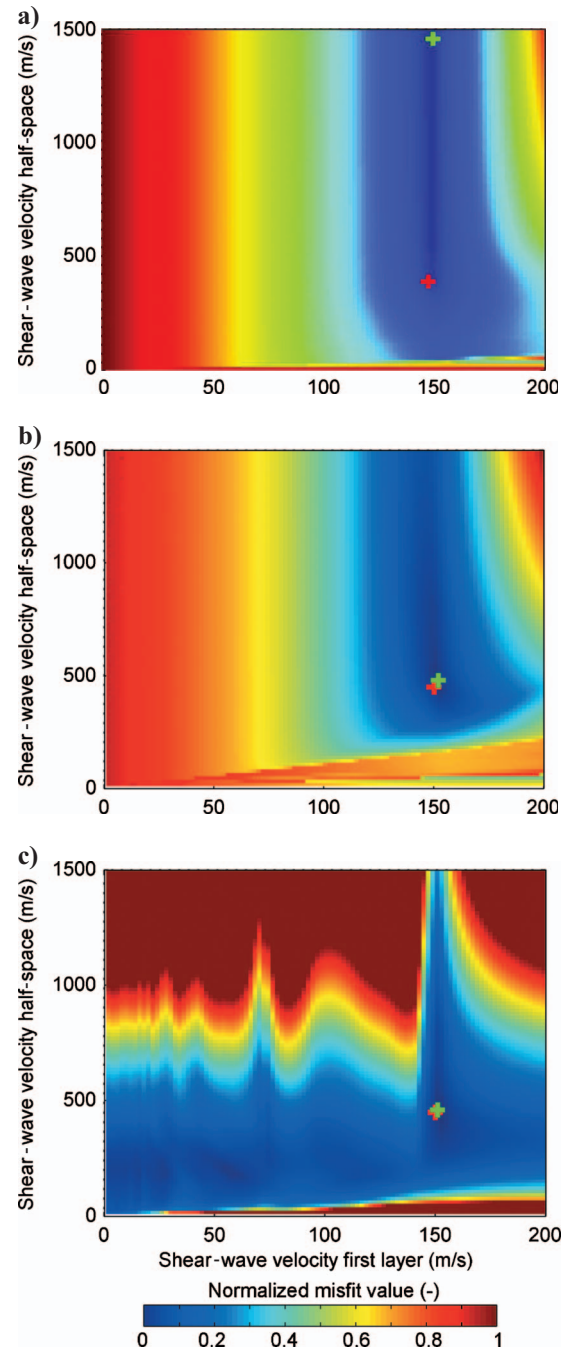 a)
Shear-wave velocity half-space (m/s)
1500
1000
500
0
0 50 100 150 200
b)
Shear-wave velocity half-space (m/s)
1500
1000
500
0
0 50 100 150 200
c)
Shear-wave velocity half-space (m/s)
1500
1000
500
0
0 50 100 150 200
Shear-wave velocity first layer (m/s)
Normalized misfit value (-)
0 0.2 0.4 0.6 0.8 1